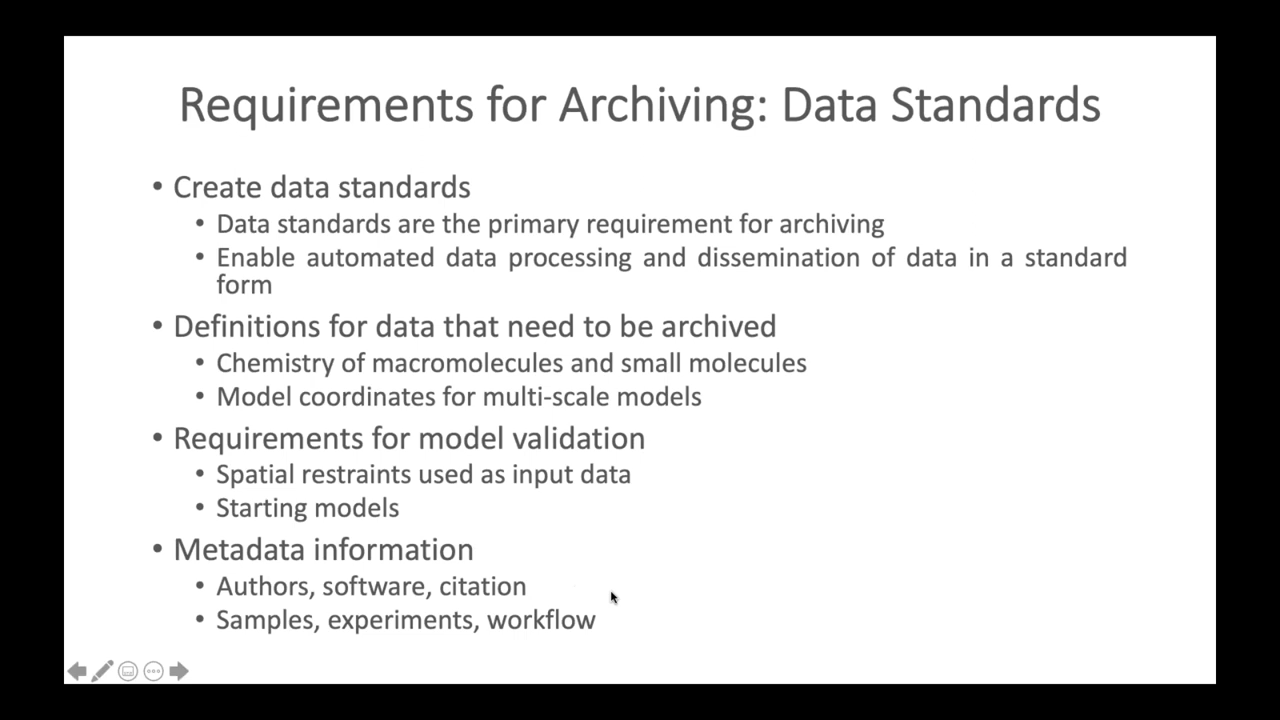 Requirements for Archiving: Data Standards
• Create data standards
• Data standards are the primary requirement for archiving
• Enable automated data processing and dissemination of data in a standard
form
• Definitions for data that need to be archived
• Chemistry of macromolecules and small molecules
• Model coordinates for multi-scale models
• Requirements for model validation
• Spatial restraints used as input data
• Starting models
• Metadata information
• Authors, software, citation
• Samples, experiments, workflow